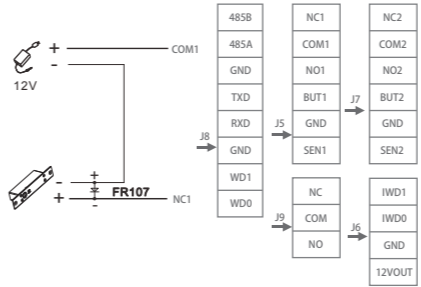 + COM1
-
12V
- + FR107
+ - NC1
J8
485B
485A
GND
TXD
RXD
GND
WD1
WD0
J5
NC1
COM1
NO1
BUT1
GND
SEN1
J7
NC2
COM2
NO2
BUT2
GND
SEN2
J9
NC
COM
NO
J6
IWD1
IWD0
GND
12VOUT